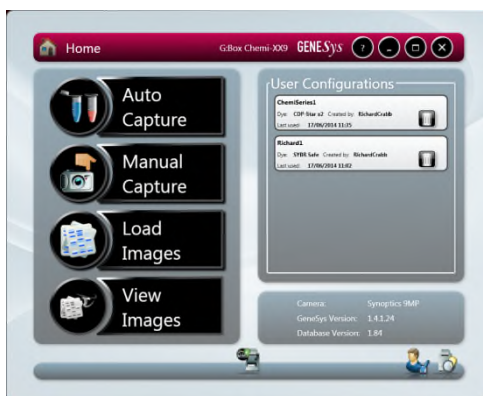 Home
G:Box Chemi-XX9 GENESys ?
Auto
Capture
Manual
Capture
Load
Images
View
Images
User Configurations
ChemiSeries1
Dye: CDP-Star x2 Created by: RichardCrabb
Last used: 17/06/2014 11:35
Richard1
Dye: SYBR Safe Created by: RichardCrabb
Last used: 17/06/2014 11:02
Camera: Synoptics 9MP
GeneSys Version: 1.4.1.24
Database Version: 1.84